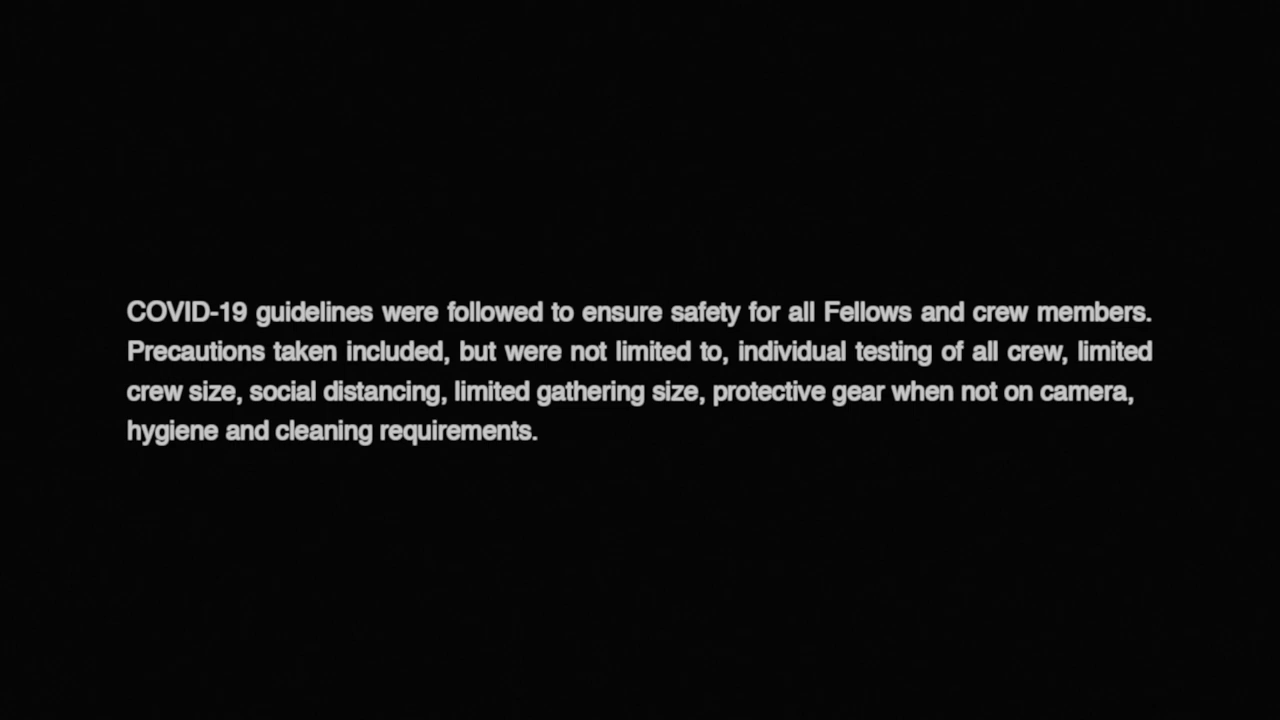 COVID-19 guidelines were followed to ensure safety for all Fellows and crew members.
Precautions taken included, but were not limited to, individual testing of all crew, limited
crew size, social distancing, limited gathering size, protective gear when not on camera,
hygiene and cleaning requirements.